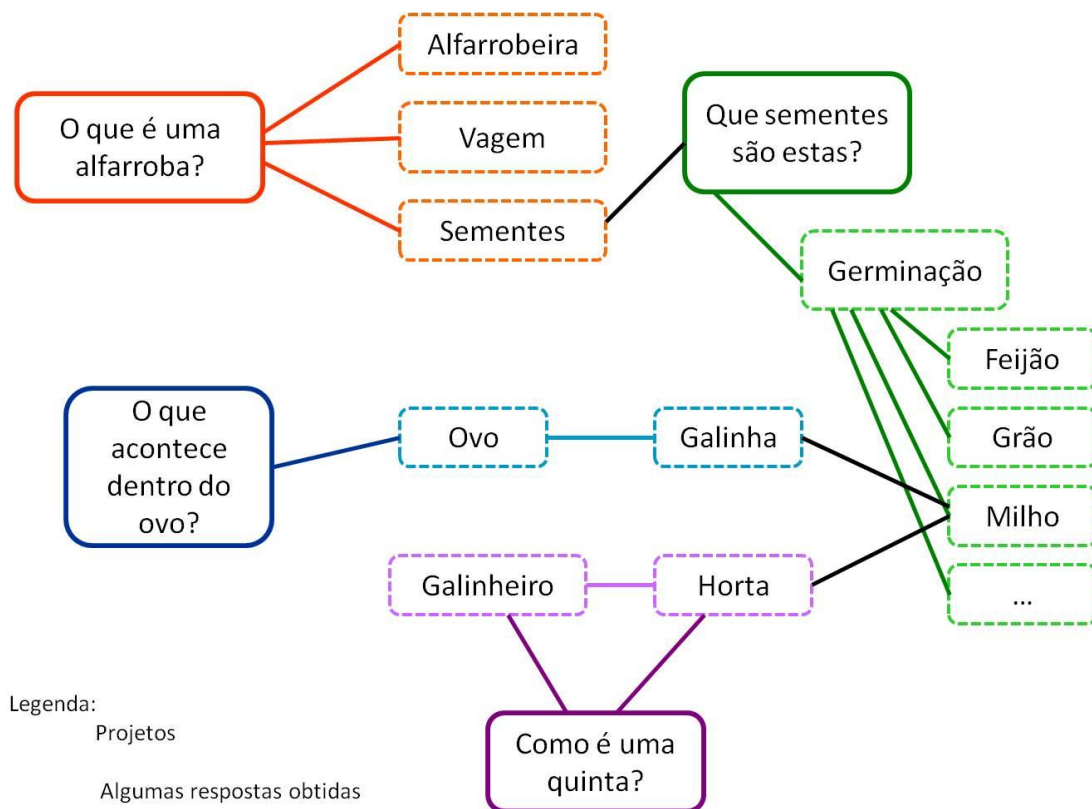 Alfarrobeira
O que é uma
alfarroba?
Vagem
Sementes
Que sementes
são estas?
Germinação
Feijão
Grão
Milho
...
O que
acontece
dentro do
ovo?
Ovo
Galinha
Galinheiro
Horta
Como é uma
quinta?
Legenda:
Projetos
Algumas respostas obtidas